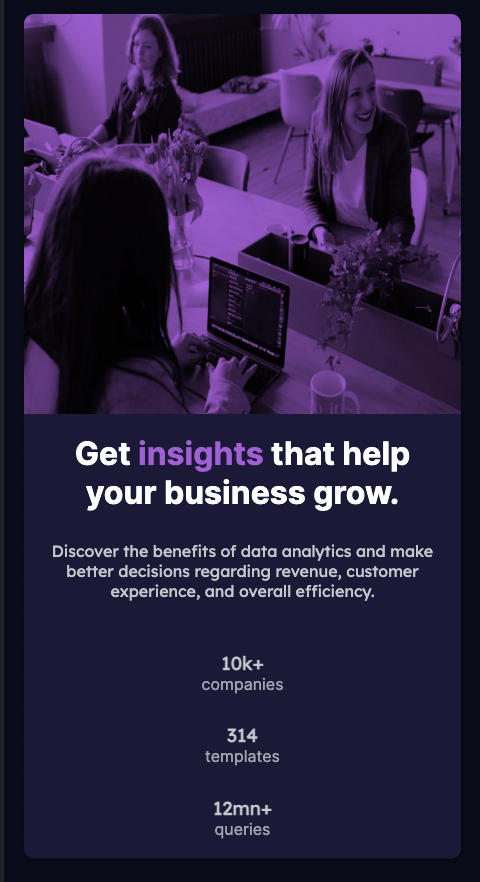 Get insights that help
your business grow.
Discover the benefits of data analytics and make
better decisions regarding revenue, customer
experience, and overall efficiency.
10k+
companies
314
templates
12mn+
queries